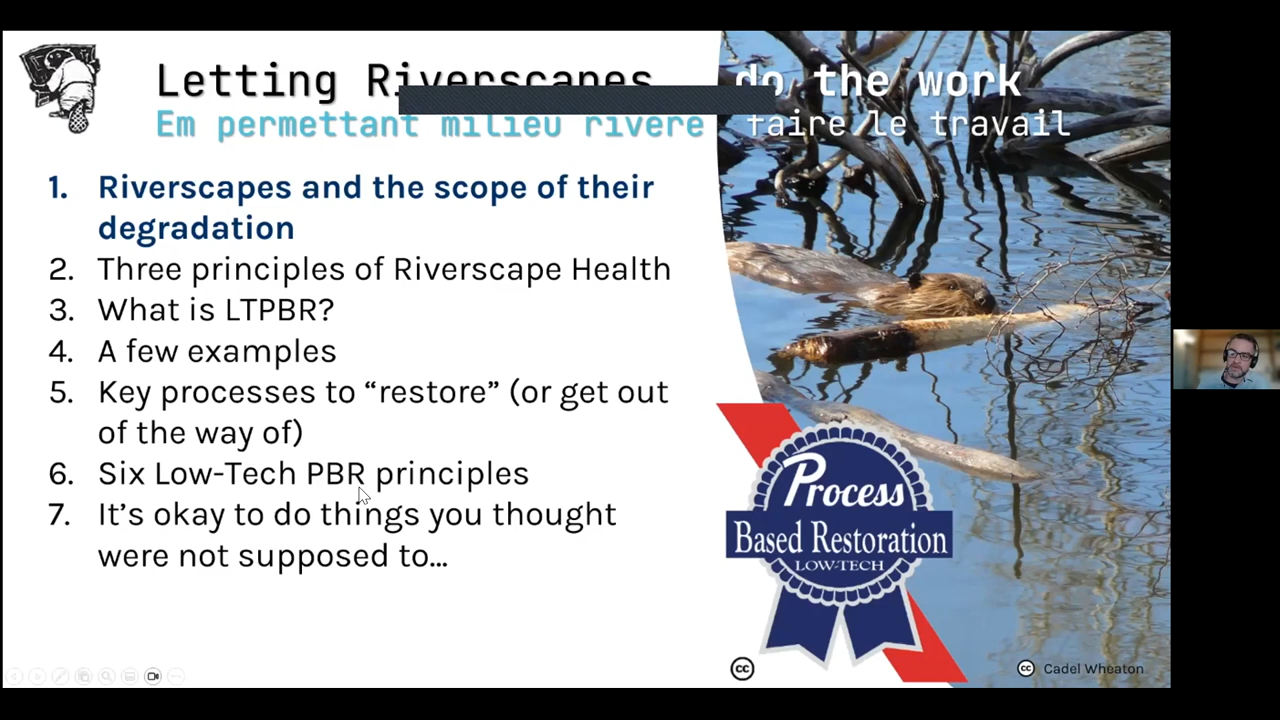 Letting Riverscapes do the work
Em permettant milieu rivère faire le travail
1. Riverscapes and the scope of their
degradation
2. Three principles of Riverscape Health
3. What is LTPBR?
4. A few examples
5. Key processes to “restore” (or get out
of the way of)
6. Six Low-Tech PBR principles
7. It’s okay to do things you thought
were not supposed to…
Process
Based Restoration
LOW-TECH
cc
cc Cadel Wheaton